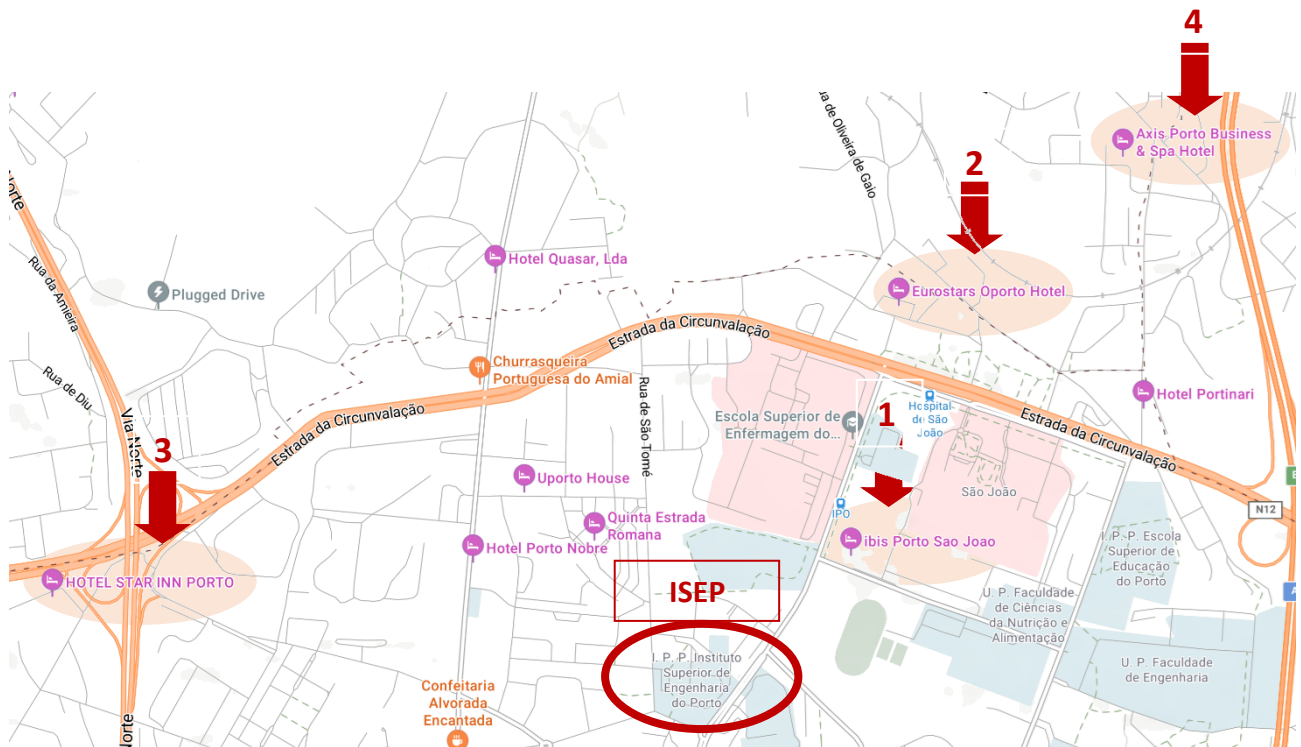 4
Axis Porto Business
& Spa Hotel
2
ua de Oliveira de Gaio
Norte
Rua da Amieira
Hotel Quasar, Lda
Plugged Drive
Eurostars Oporto Hotel
Estrada da Circunvalação
Churrasqueira
Portuguesa do Amial
Rua de Diu
Rua de São Tomé
Hotel Portinari
Hospital
de São
João
1
Escola Superior de
Enfermagem do...
Estrada da Circunvalação
Estrada da Circunvalação
Via Norte
3
Uporto House
São João
E
IPO
N12
Quinta Estrada
Romana
Hotel Porto Nobre
ibis Porto Sao Joao
I. P. P. Escola
Superior de
Educação
do Porto
HOTEL STAR INN PORTO
ISEP
A
U. P. Faculdade
de Ciências
da Nutrição e
Alimentação
I. P. P. Instituto
Superior de
Engenharia
do Porto
U. P. Faculdade
de Engenharia
Confeitaria
Alvorada
Encantada
Norte